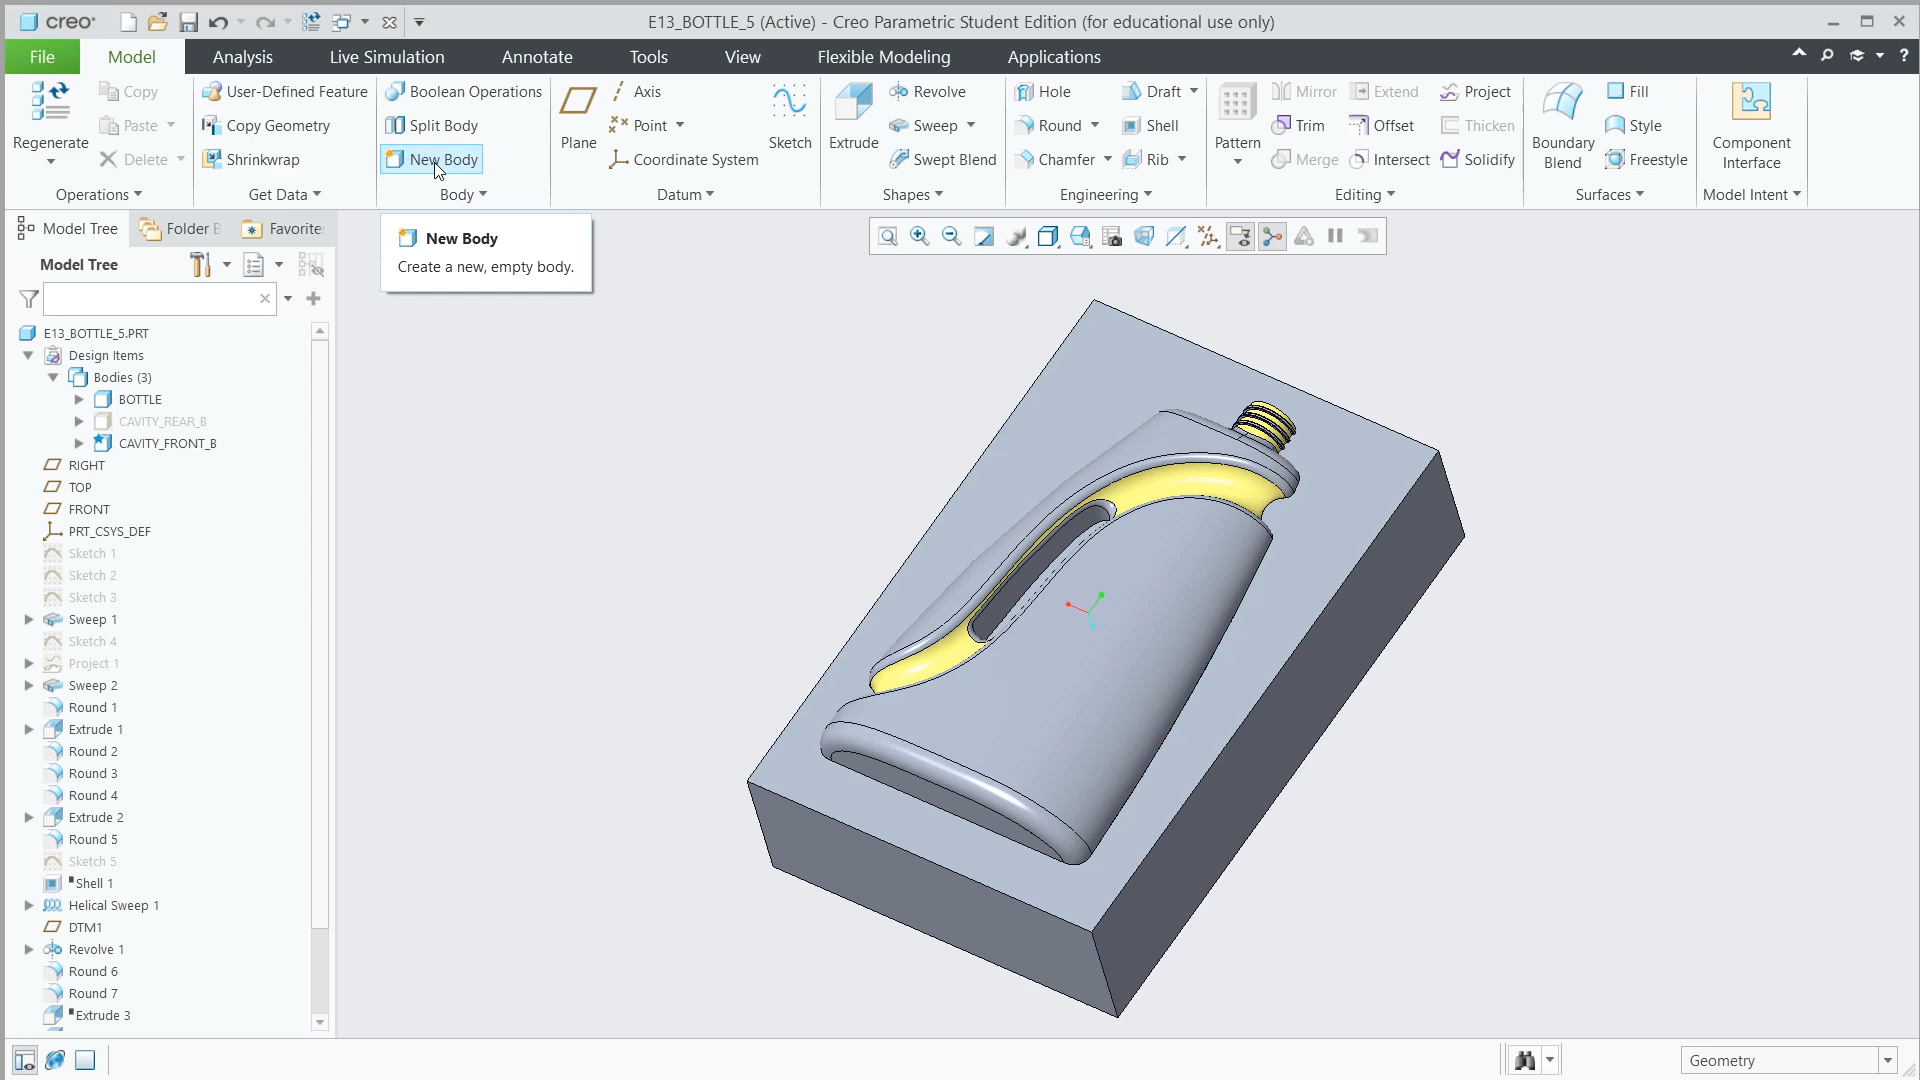 creo
E13_BOTTLE_5 (Active) - Creo Parametric Student Edition (for educational use only)
File
Model
Analysis
Live Simulation
Annotate
Tools
View
Flexible Modeling
Applications
?
Regenerate
Copy
Paste
Delete
Operations
User-Defined Feature
Copy Geometry
Shrinkwrap
Get Data
Boolean Operations
Split Body
New Body
Body
Plane
Axis
Point
Coordinate System
Sketch
Datum
Extrude
Revolve
Sweep
Swept Blend
Shapes
Hole
Round
Chamfer
Draft
Shell
Rib
Engineering
Pattern
Mirror
Trim
Merge
Extend
Offset
Intersect
Project
Thicken
Solidify
Editing
Boundary
Blend
Fill
Style
Freestyle
Surfaces
Component
Interface
Model Intent
Model Tree
Folder B
Favorite
New Body
Create a new, empty body.
Model Tree
E13_BOTTLE_5.PRT
Design Items
Bodies (3)
BOTTLE
CAVITY_REAR_B
CAVITY_FRONT_B
RIGHT
TOP
FRONT
PRT_CSYS_DEF
Sketch 1
Sketch 2
Sketch 3
Sweep 1
Sketch 4
Project 1
Sweep 2
Round 1
Extrude 1
Round 2
Round 3
Round 4
Extrude 2
Round 5
Sketch 5
Shell 1
Helical Sweep 1
DTM1
Revolve 1
Round 6
Round 7
Extrude 3
Geometry